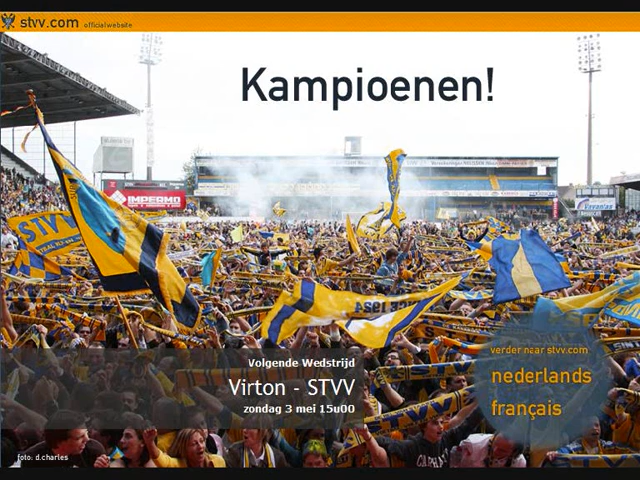 stvv.com officialwebsite
Kampioenen!
IMPERMO
STVV
Volgende Wedstrijd
Virton - STVV
zondag 3 mei 15u00
verder naar stvv.com
nederlands
français
foto: d.charles